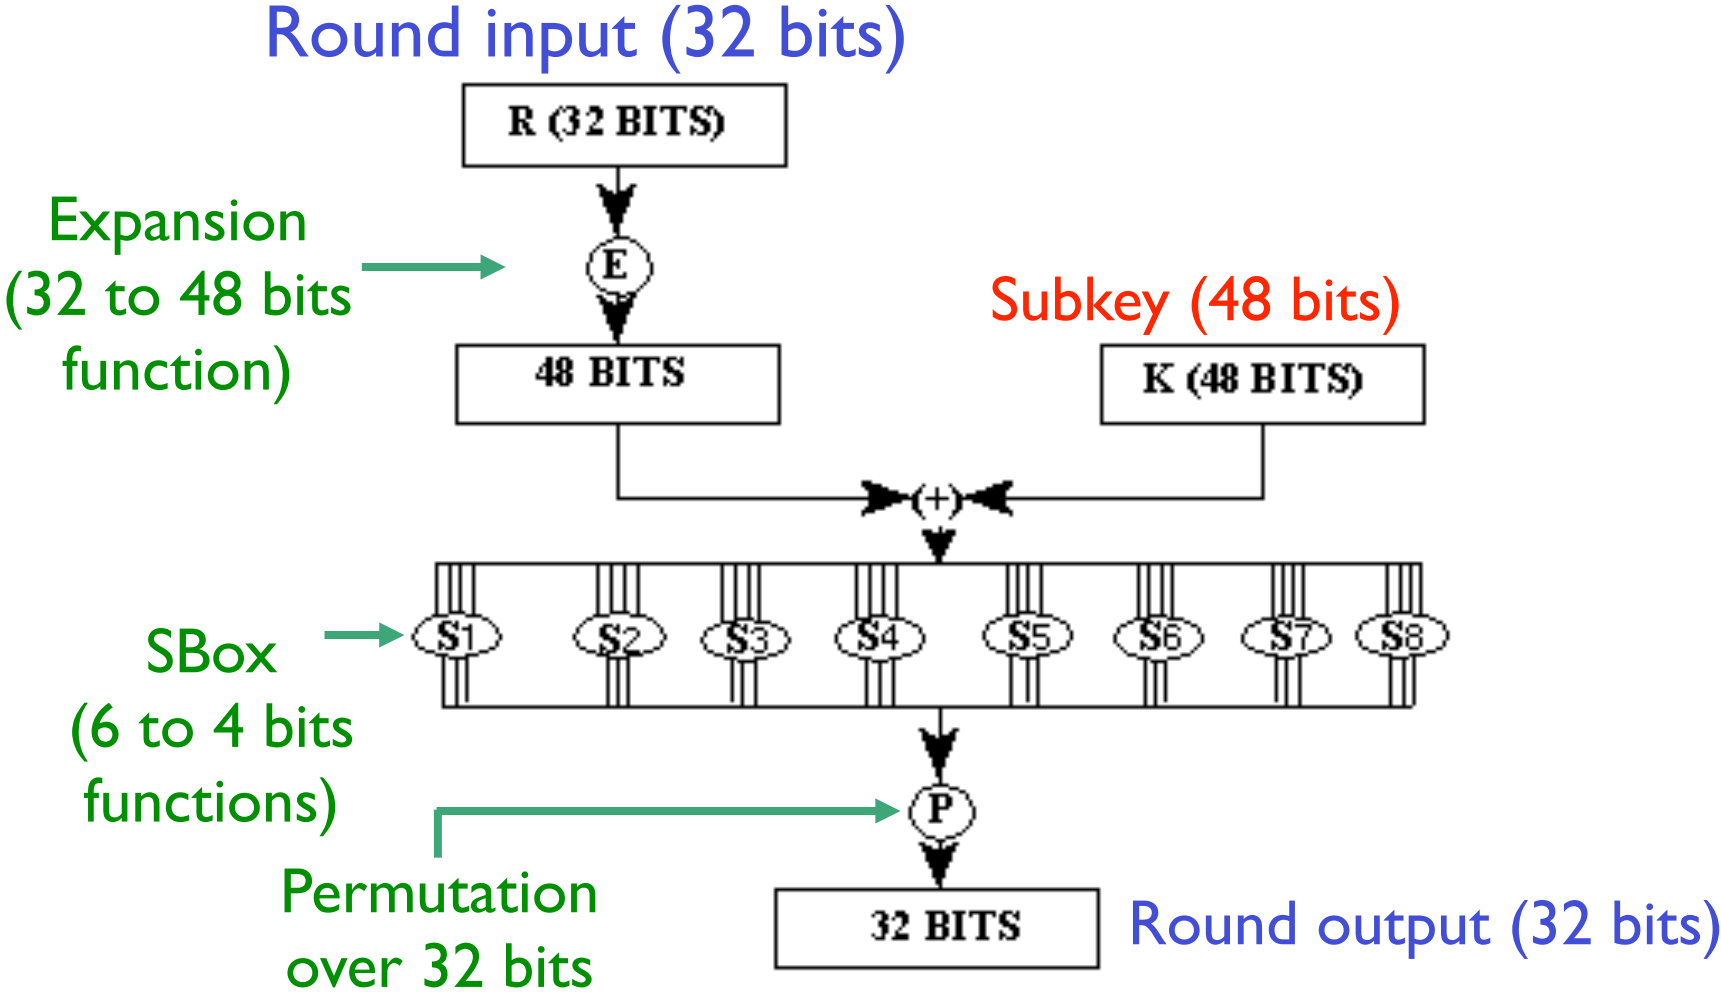 Round input (32 bits)
R (32 BITS)
Expansion
(32 to 48 bits
function)
E
Subkey (48 bits)
48 BITS
K (48 BITS)
(+)
S1 S2 S3 S4 S5 S6 S7 S8
SBox
(6 to 4 bits
functions)
P
Permutation
over 32 bits
32 BITS
Round output (32 bits)